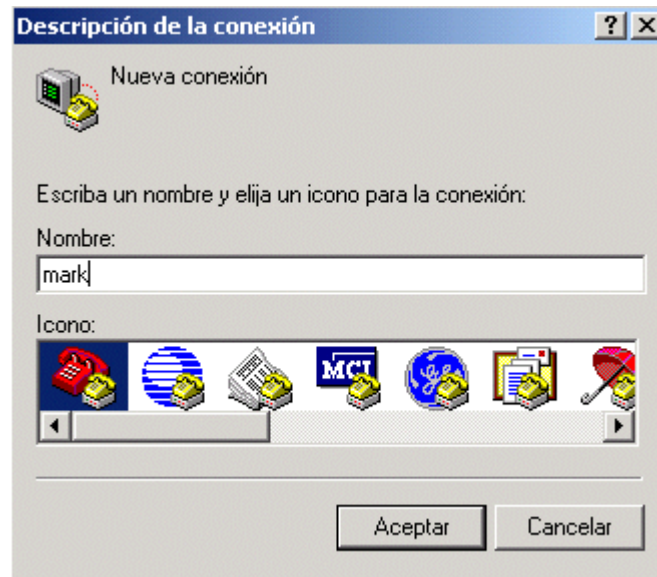 Descripción de la conexión
Nueva conexión
Escriba un nombre y elija un icono para la conexión:
Nombre:
mark
Icono:
MCI
Aceptar Cancelar